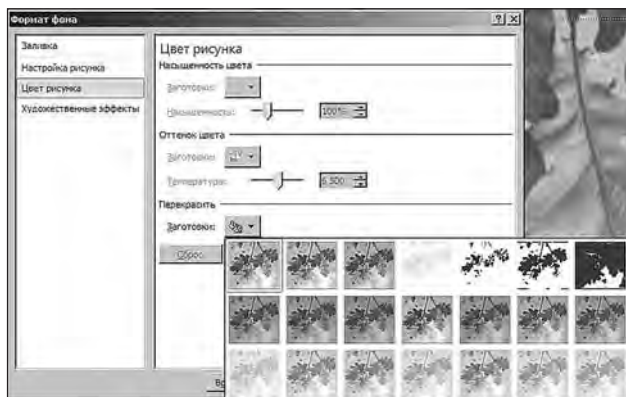 Формат фона
Заливка
Настройка рисунка
Цвет рисунка
Художественные эффекты
Цвет рисунка
Насыщенность цвета
Заготовки:
Насыщенность:
100%
Оттенок цвета
Заготовки:
Температура:
6 500
Перекрасить
Заготовки:
Сброс